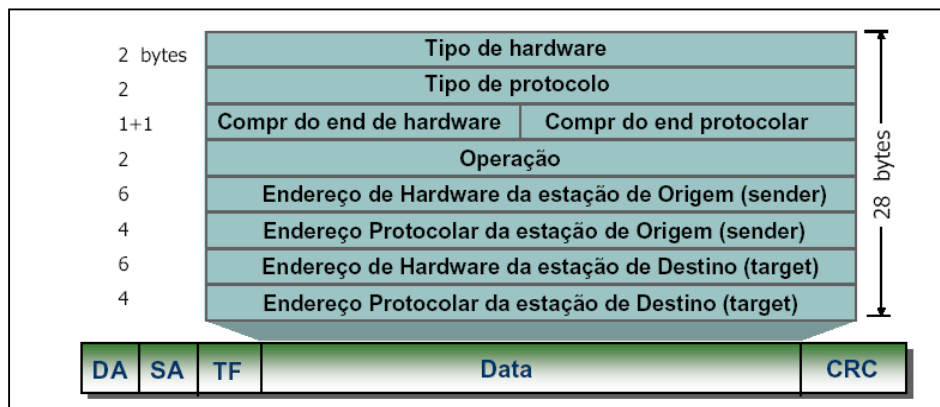 2 bytes Tipo de hardware
2 Tipo de protocolo
1+1 Compr do end de hardware Compr do end protocolar
2 Operação
6 Endereço de Hardware da estação de Origem (sender)
4 Endereço Protocolar da estação de Origem (sender)
6 Endereço de Hardware da estação de Destino (target)
4 Endereço Protocolar da estação de Destino (target)
28 bytes
DA SA TF Data CRC